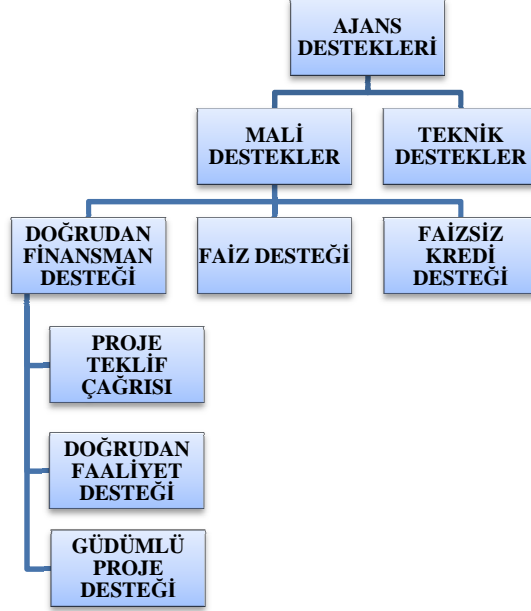 AJANS
DESTEKLERİ
MALİ
DESTEKLER
TEKNİK
DESTEKLER
DOĞRUDAN
FİNANSMAN
DESTEĞİ
FAİZ DESTEĞİ
FAİZSİZ
KREDİ
DESTEĞİ
PROJE
TEKLİF
ÇAĞRISI
DOĞRUDAN
FAALİYET
DESTEĞİ
GÜDÜMLÜ
PROJE
DESTEĞİ